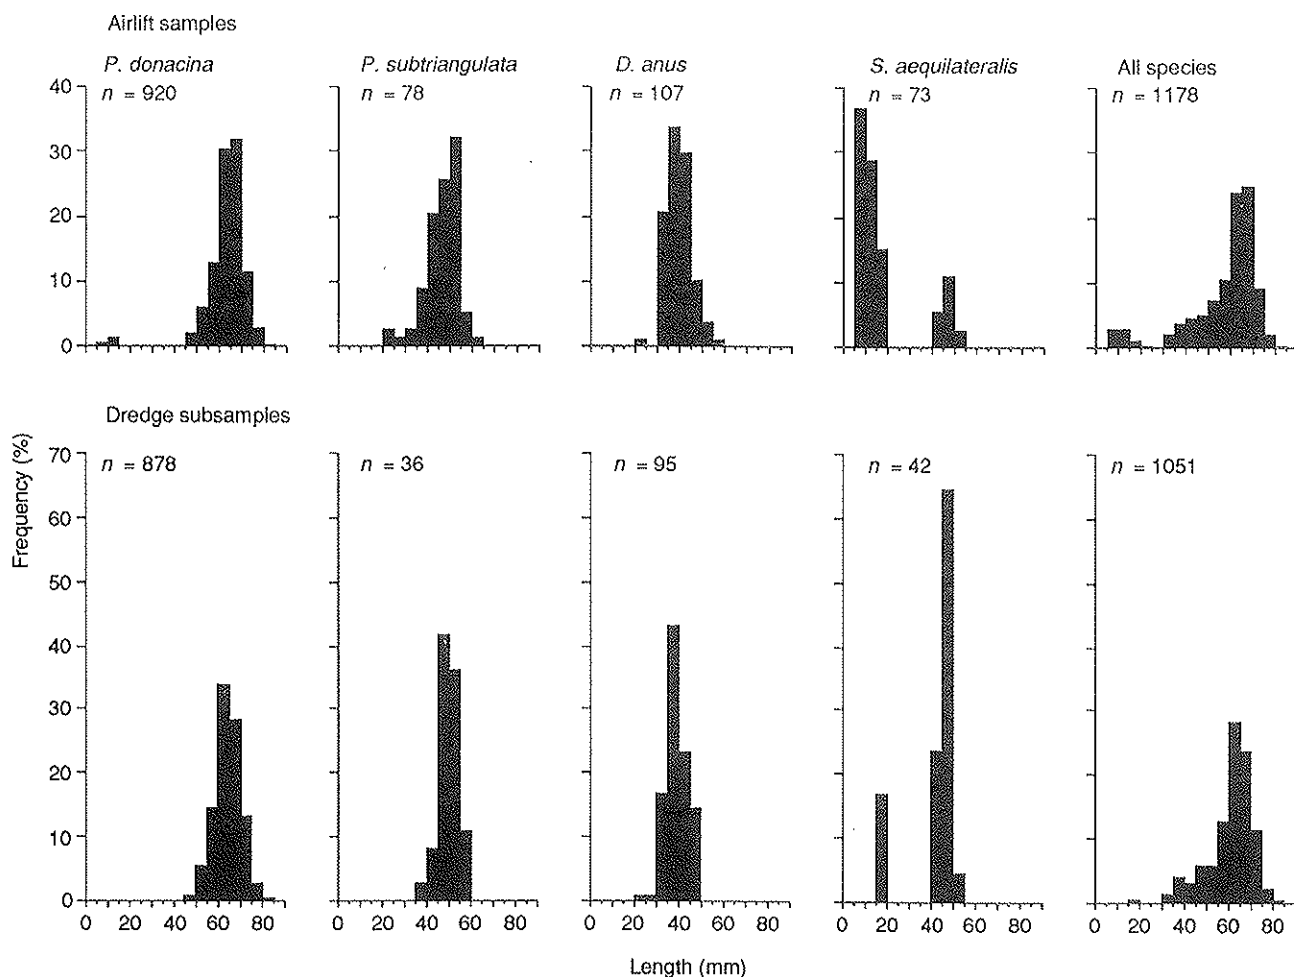 Airlift samples
P. donacina
P. subtriangulata
D. anus
S. aequilateralis
All species
n = 920
n = 78
n = 107
n = 73
n = 1178
40
30
20
10
0
Dredge subsamples
n = 878
n = 36
n = 95
n = 42
n = 1051
Frequency (%)
70
60
50
40
30
20
10
0
0 20 40 60 80
0 20 40 60 80
0 20 40 60 80
0 20 40 60 80
0 20 40 60 80
Length (mm)